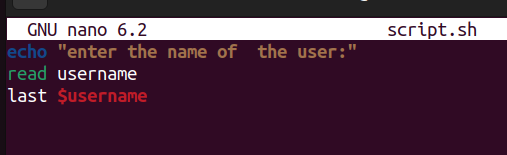 GNU nano 6.2 script.sh
echo "enter the name of  the user:"
read username
last $username